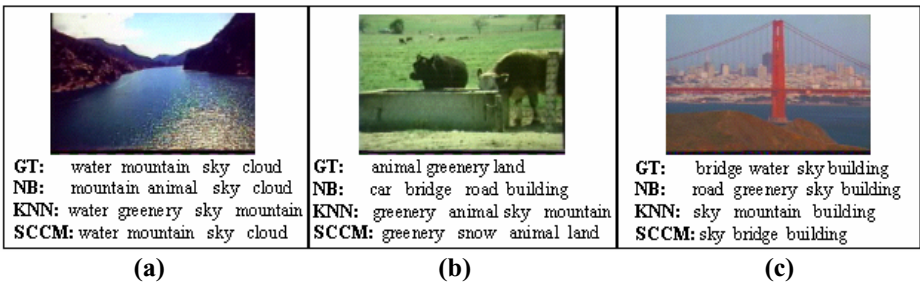 GT: water mountain sky cloud
NB: mountain animal sky cloud
KNN: water greenery sky mountain
SCCM: water mountain sky cloud
(a)
GT: animal greenery land
NB: car bridge road building
KNN: greenery animal sky mountain
SCCM: greenery snow animal land
(b)
GT: bridge water sky building
NB: road greenery sky building
KNN: sky mountain building
SCCM: sky bridge building
(c)